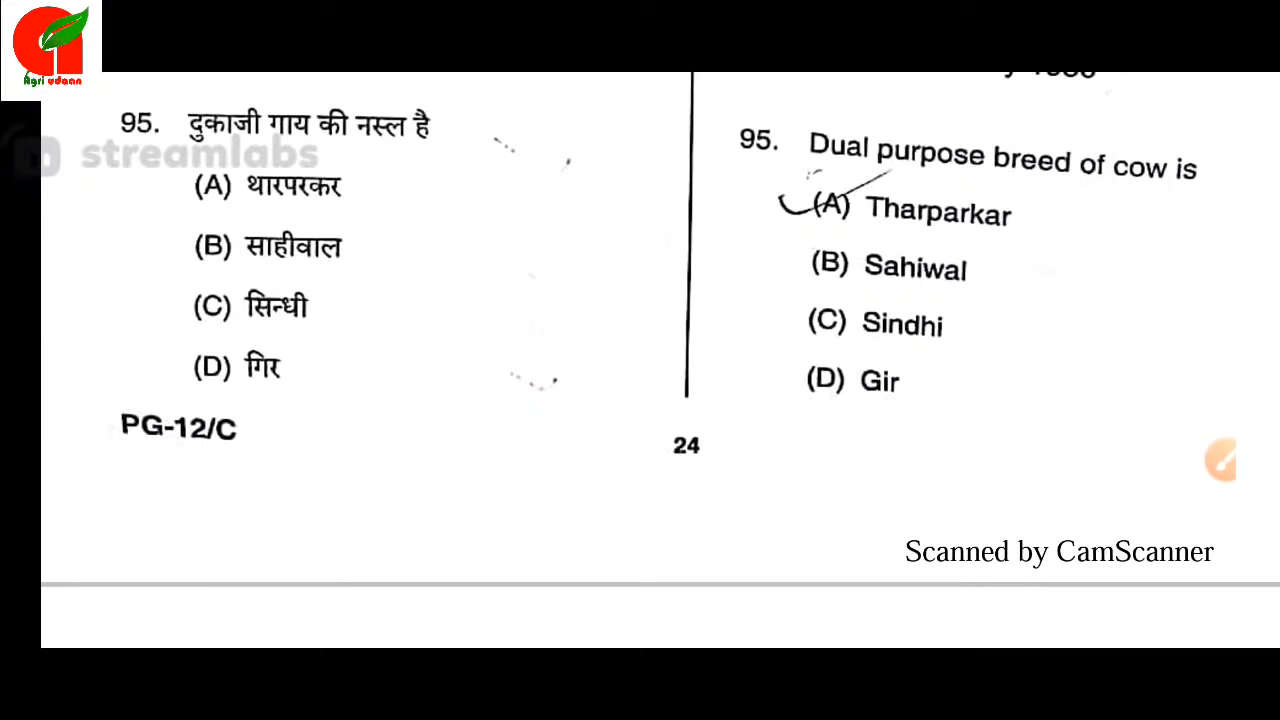 Agri udaan
streamlabs
95. दुकाजी गाय की नस्ल है
(A) थारपरकर
(B) साहीवाल
(C) सिन्धी
(D) गिर
PG-12/C
95. Dual purpose breed of cow is
(A) Tharparkar
(B) Sahiwal
(C) Sindhi
(D) Gir
24
Scanned by CamScanner